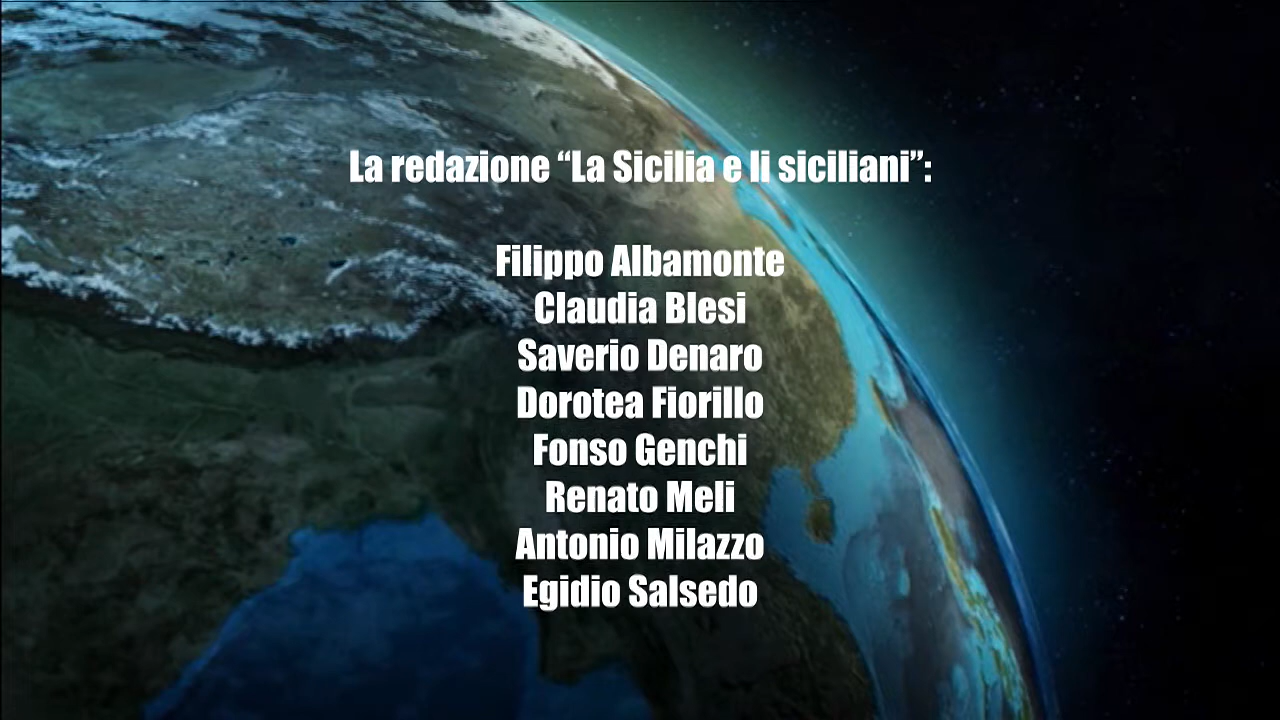 La redazione “La Sicilia e li siciliani”:
Filippo Albamonte
Claudia Blesi
Saverio Denaro
Dorotea Fiorillo
Fonso Genchi
Renato Meli
Antonio Milazzo
Egidio Salsedo